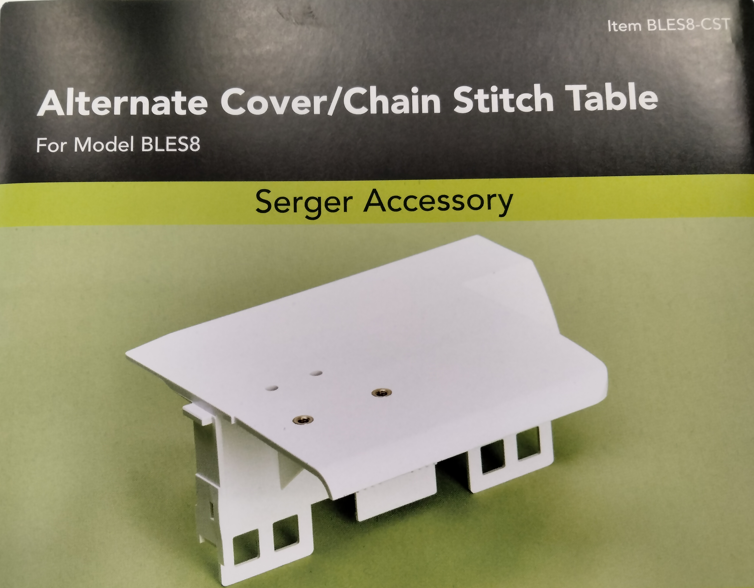 Item BLES8-CST
Alternate Cover/Chain Stitch Table
For Model BLES8
Serger Accessory